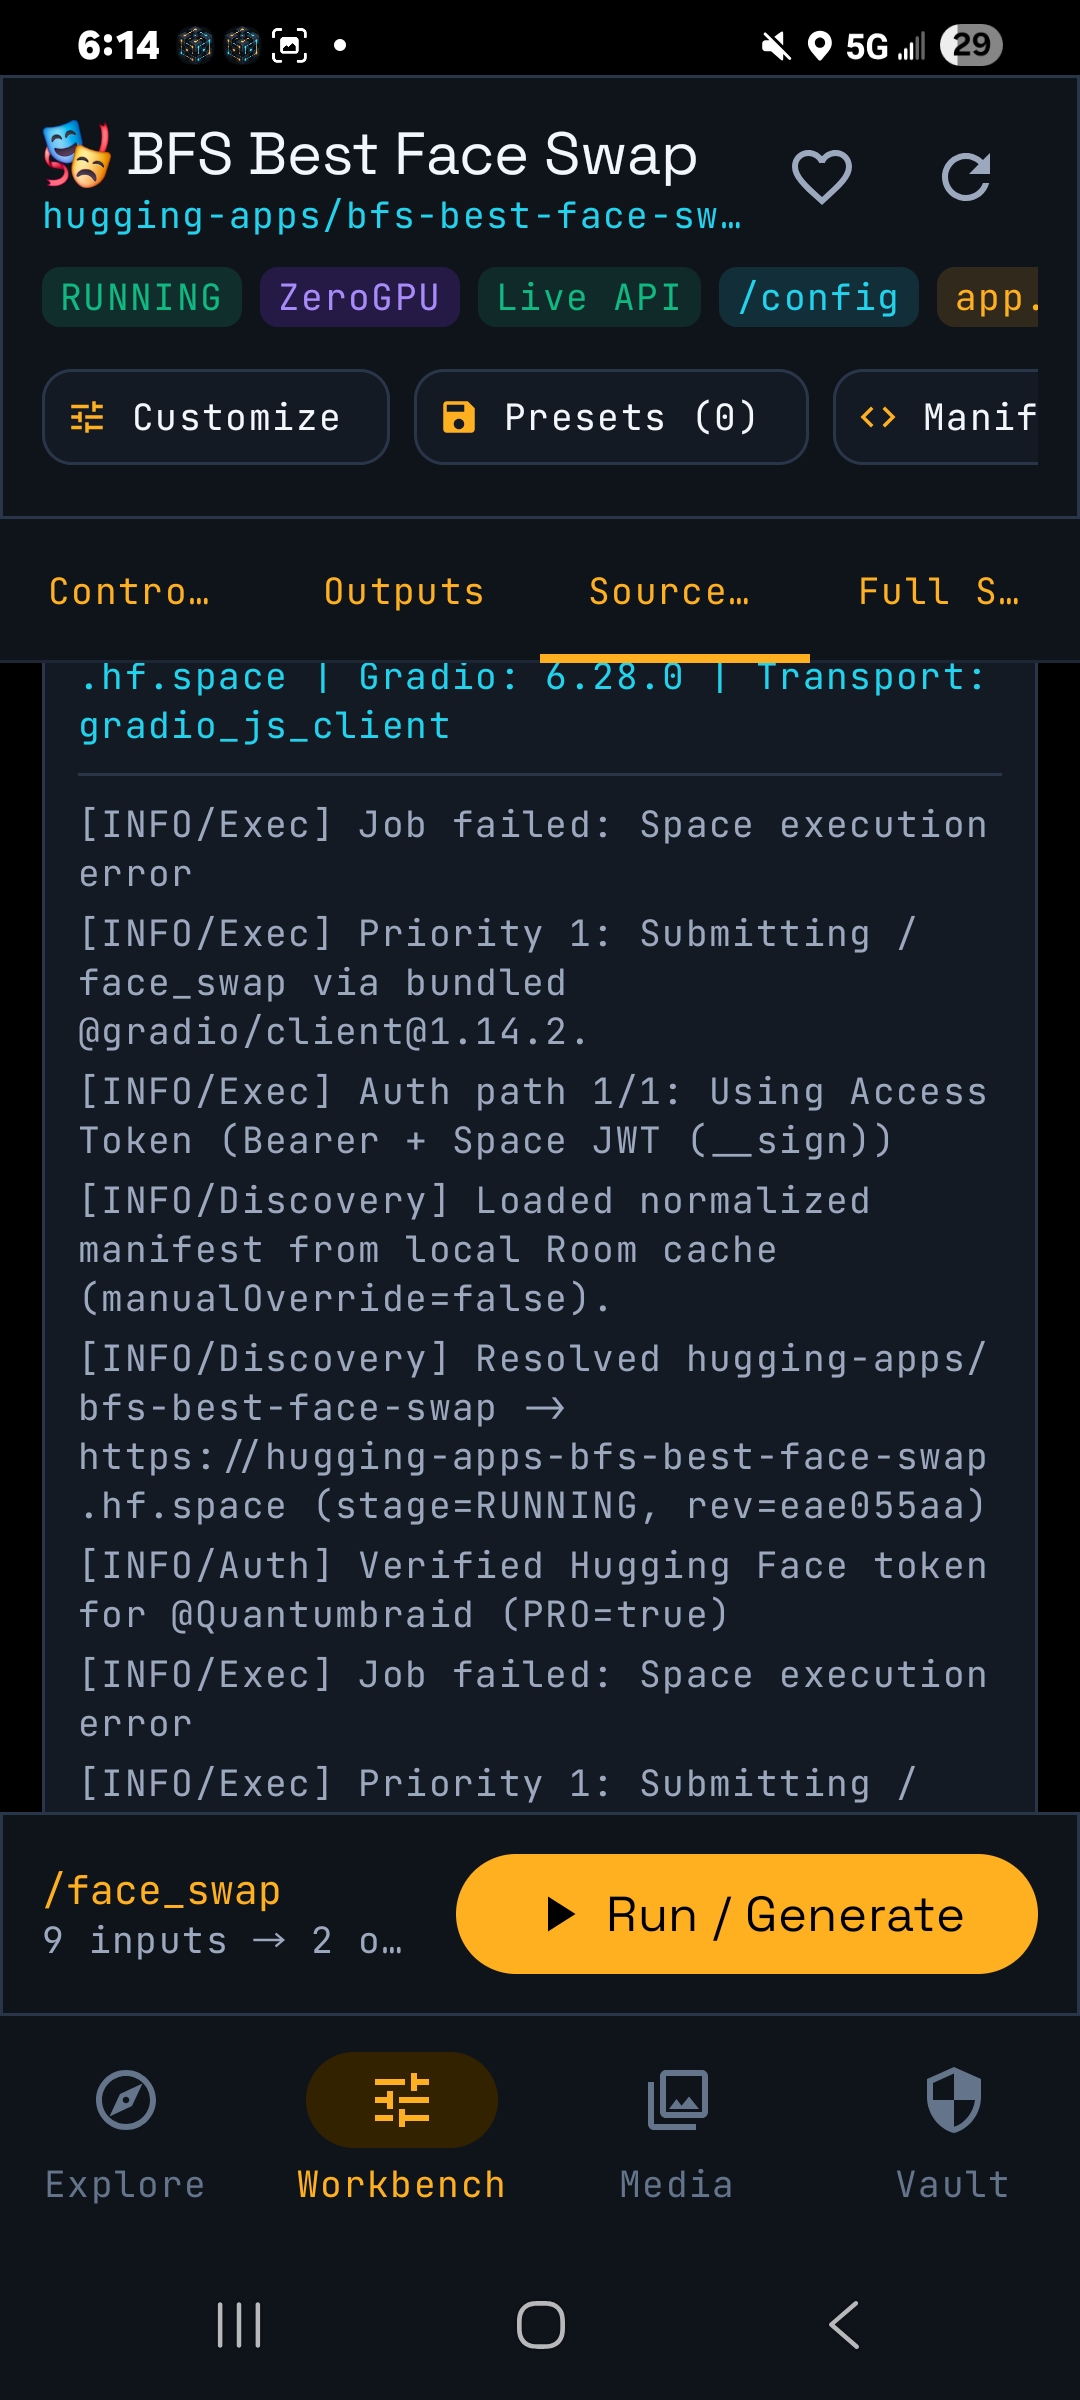 6:14
5G
29
🎭 BFS Best Face Swap
hugging-apps/bfs-best-face-sw…
RUNNING ZeroGPU Live API /config app.
Customize Presets (0) Manif
Contro… Outputs Source… Full S…
.hf.space | Gradio: 6.28.0 | Transport:
gradio_js_client
[INFO/Exec] Job failed: Space execution
error
[INFO/Exec] Priority 1: Submitting /
face_swap via bundled
@gradio/client@1.14.2.
[INFO/Exec] Auth path 1/1: Using Access
Token (Bearer + Space JWT (__sign))
[INFO/Discovery] Loaded normalized
manifest from local Room cache
(manualOverride=false).
[INFO/Discovery] Resolved hugging-apps/
bfs-best-face-swap →
https://hugging-apps-bfs-best-face-swap
.hf.space (stage=RUNNING, rev=eae055aa)
[INFO/Auth] Verified Hugging Face token
for @Quantumbraid (PRO=true)
[INFO/Exec] Job failed: Space execution
error
[INFO/Exec] Priority 1: Submitting /
/face_swap
9 inputs → 2 o…
Run / Generate
Explore Workbench Media Vault